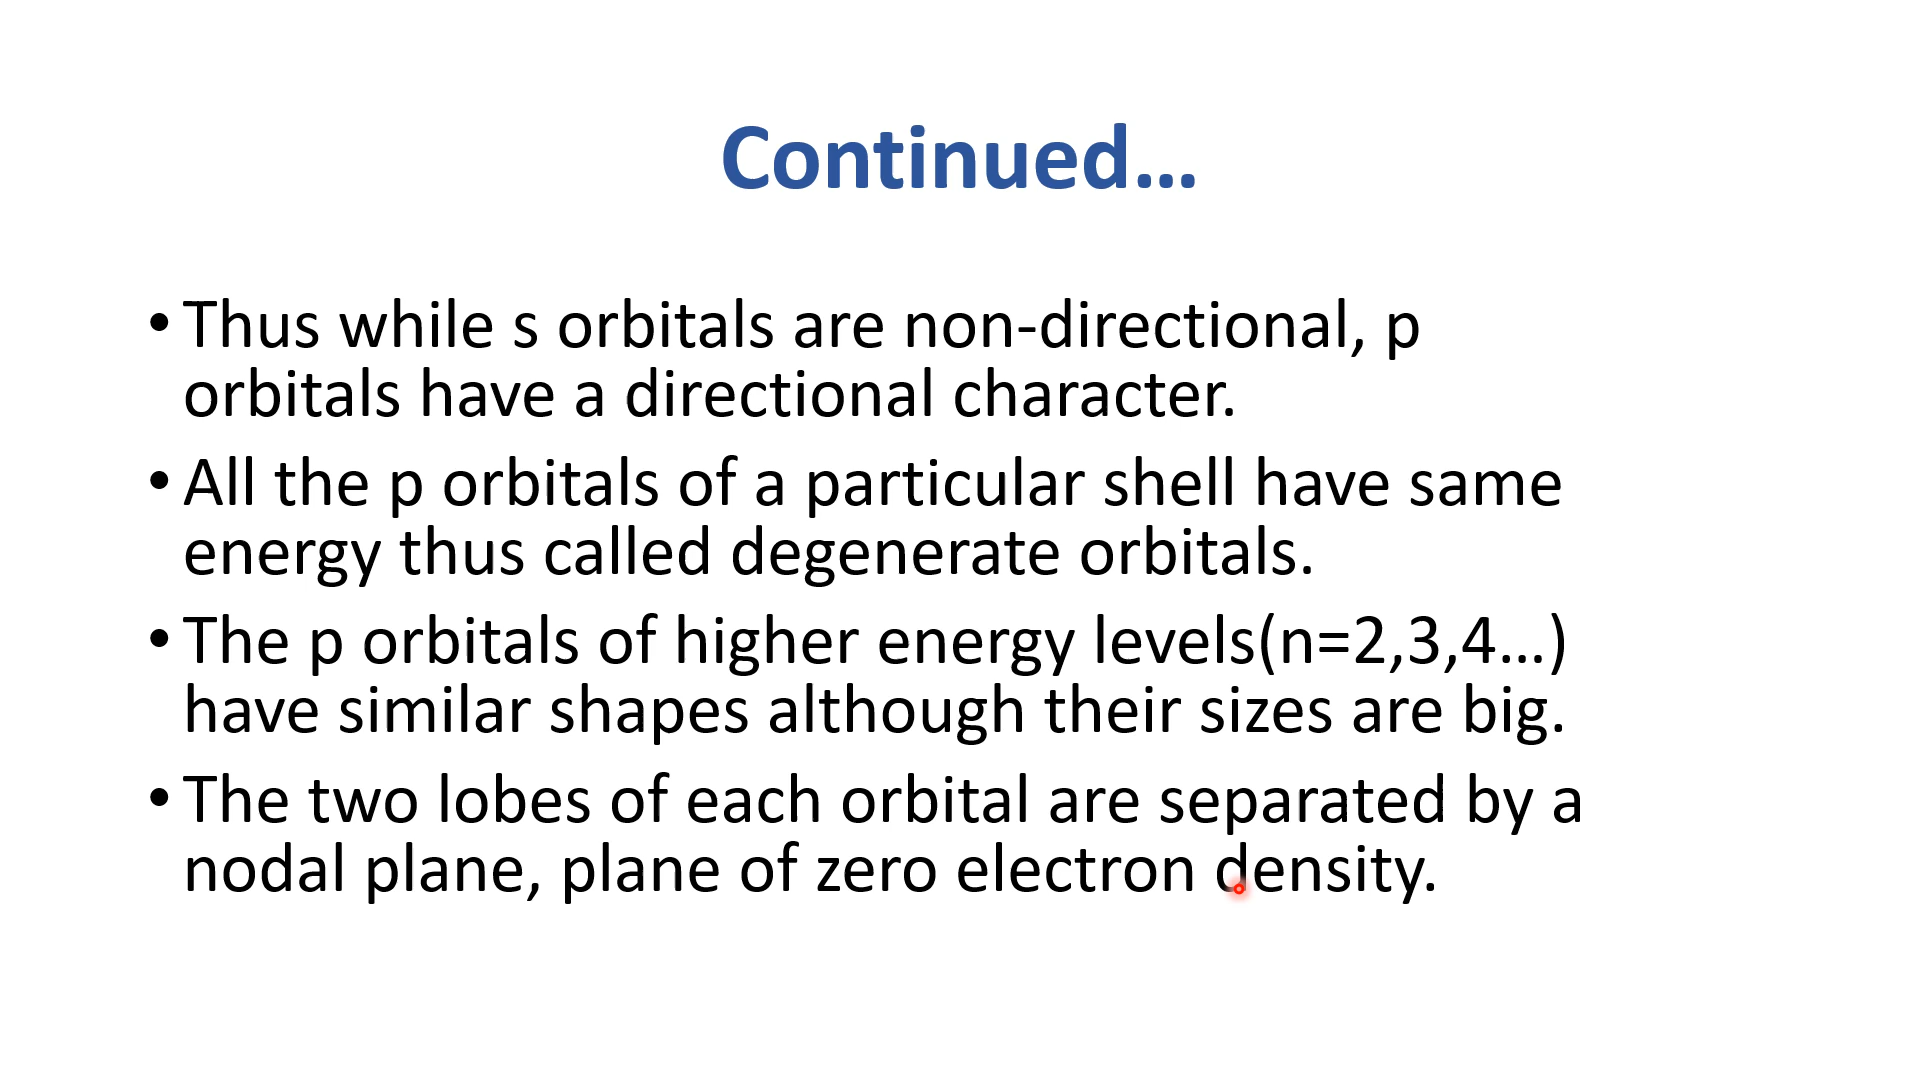 Continued...
• Thus while s orbitals are non-directional, p
orbitals have a directional character.
• All the p orbitals of a particular shell have same
energy thus called degenerate orbitals.
• The p orbitals of higher energy levels(n=2,3,4...)
have similar shapes although their sizes are big.
• The two lobes of each orbital are separated by a
nodal plane, plane of zero electron density.